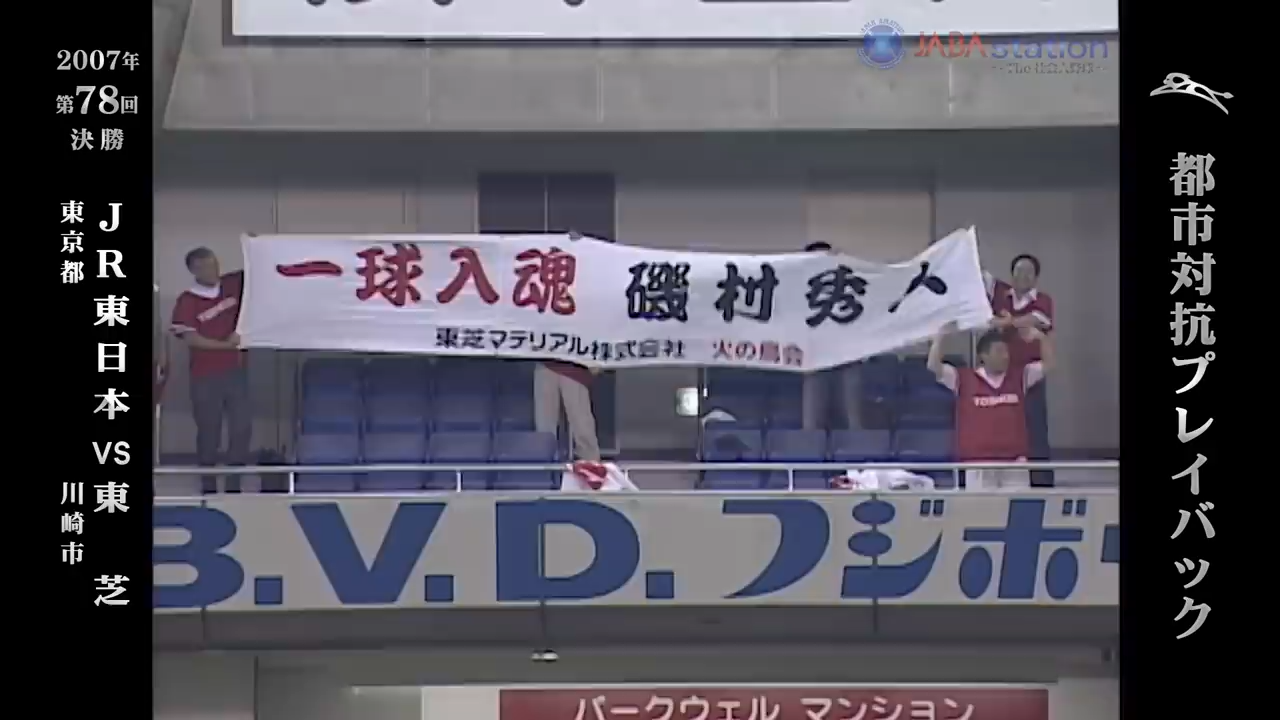 2007年
第78回
決勝
東京都
JR東日本 VS 東芝
川崎市
都市対抗プレイバック
JABAstation
一球入魂 磯村秀人
東芝マテリアル株式会社 火の鳥会
TOSHIBA
B.V.D. フジボ
パークウェル マンション